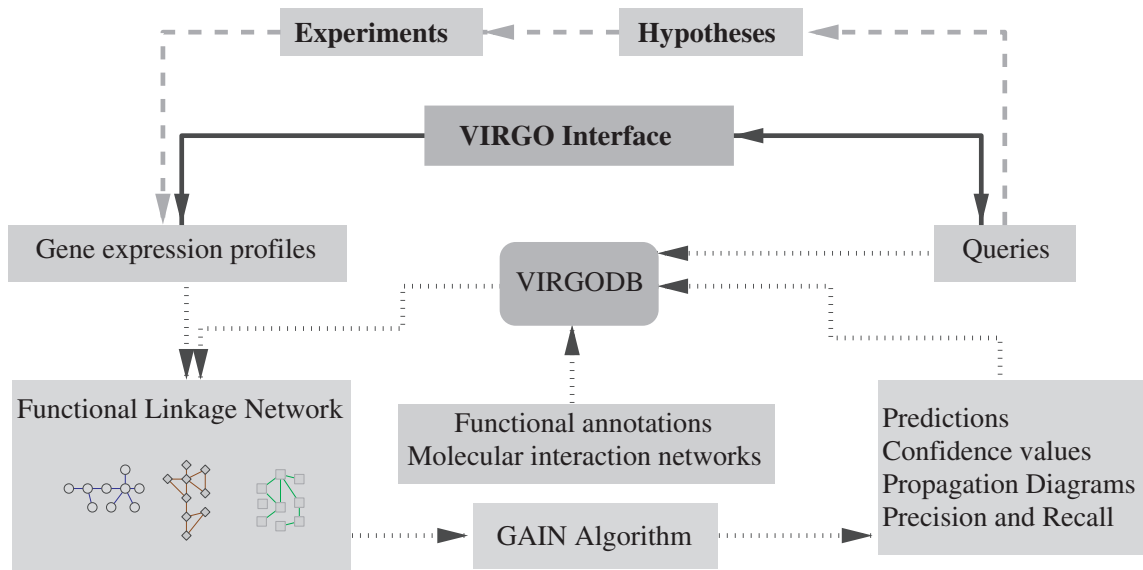 Experiments
Hypotheses
VIRGO Interface
Gene expression profiles
VIRGODB
Queries
Functional Linkage Network
Functional annotations
Molecular interaction networks
Predictions
Confidence values
Propagation Diagrams
Precision and Recall
GAIN Algorithm